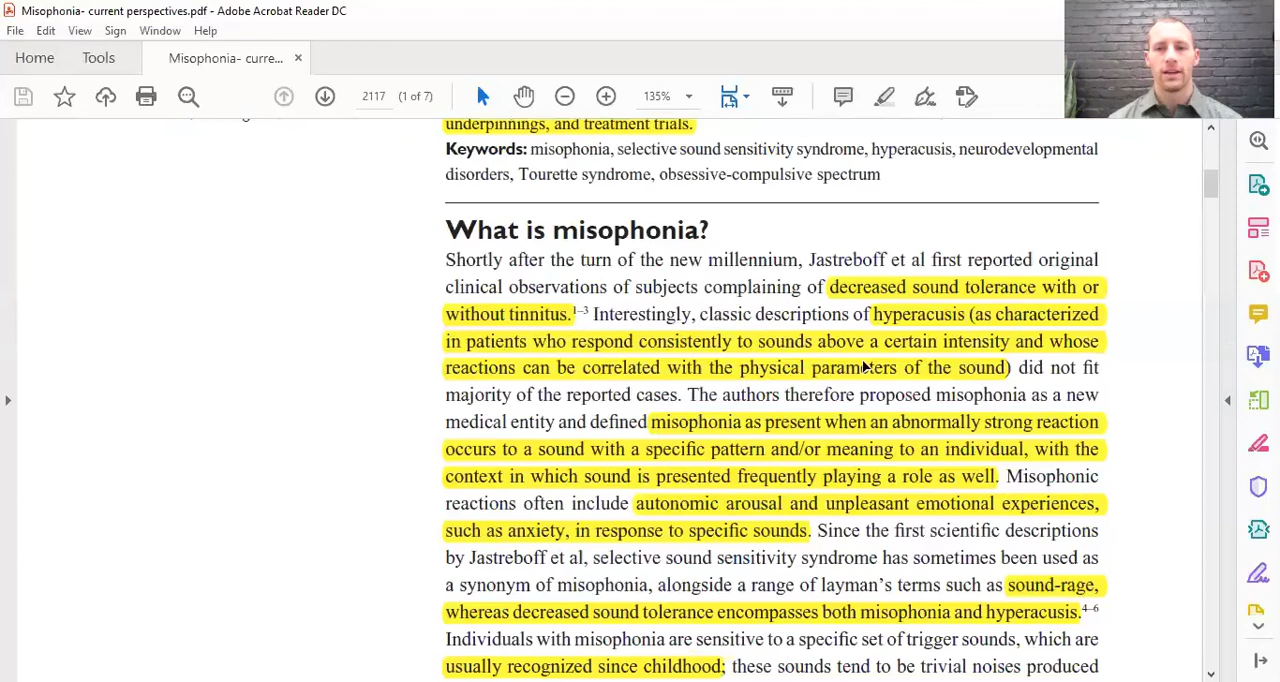 Misophonia- current perspectives.pdf - Adobe Acrobat Reader DC
File Edit View Sign Window Help
Home Tools Misophonia- curre... ×
2117 (1 of 7) 135%
underpinnings, and treatment trials.
Keywords: misophonia, selective sound sensitivity syndrome, hyperacusis, neurodevelopmental
disorders, Tourette syndrome, obsessive-compulsive spectrum
What is misophonia?
Shortly after the turn of the new millennium, Jastreboff et al first reported original
clinical observations of subjects complaining of decreased sound tolerance with or
without tinnitus.1–3 Interestingly, classic descriptions of hyperacusis (as characterized
in patients who respond consistently to sounds above a certain intensity and whose
reactions can be correlated with the physical parameters of the sound) did not fit
majority of the reported cases. The authors therefore proposed misophonia as a new
medical entity and defined misophonia as present when an abnormally strong reaction
occurs to a sound with a specific pattern and/or meaning to an individual, with the
context in which sound is presented frequently playing a role as well. Misophonic
reactions often include autonomic arousal and unpleasant emotional experiences,
such as anxiety, in response to specific sounds. Since the first scientific descriptions
by Jastreboff et al, selective sound sensitivity syndrome has sometimes been used as
a synonym of misophonia, alongside a range of layman's terms such as sound-rage,
whereas decreased sound tolerance encompasses both misophonia and hyperacusis.4–6
Individuals with misophonia are sensitive to a specific set of trigger sounds, which are
usually recognized since childhood; these sounds tend to be trivial noises produced